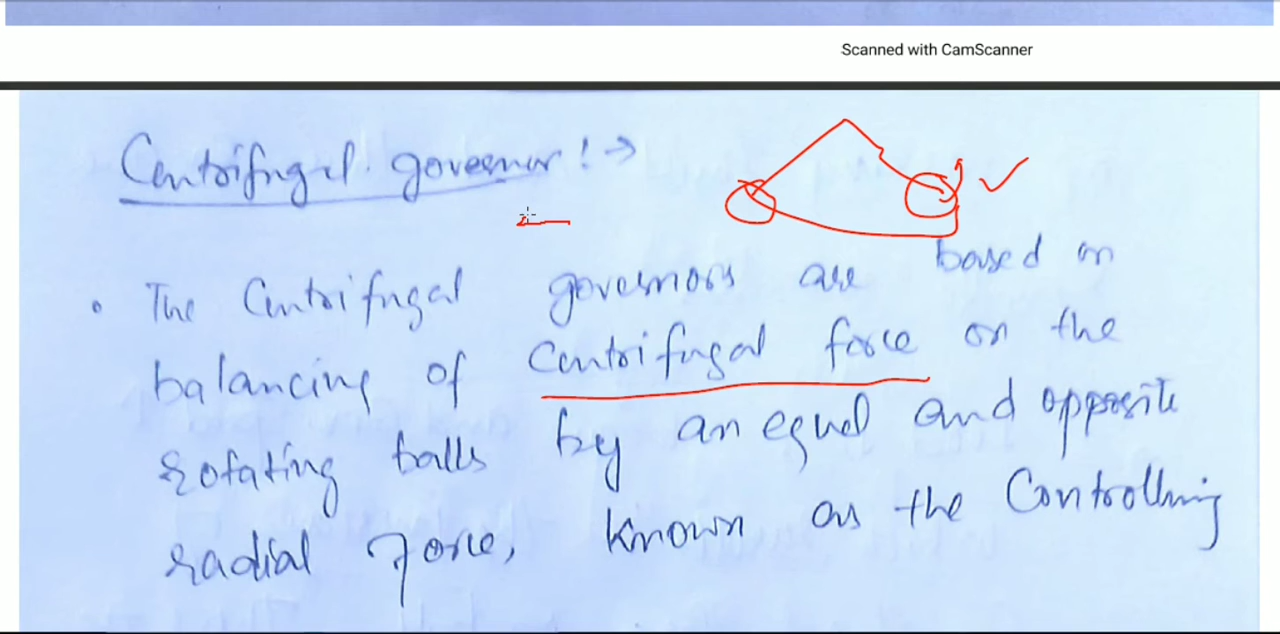 Scanned with CamScanner
Centrifugal governor :→
• The Centrifugal governors are based on
balancing of Centrifugal force on the
rotating balls by an equal and opposite
radial force, known as the Controlling